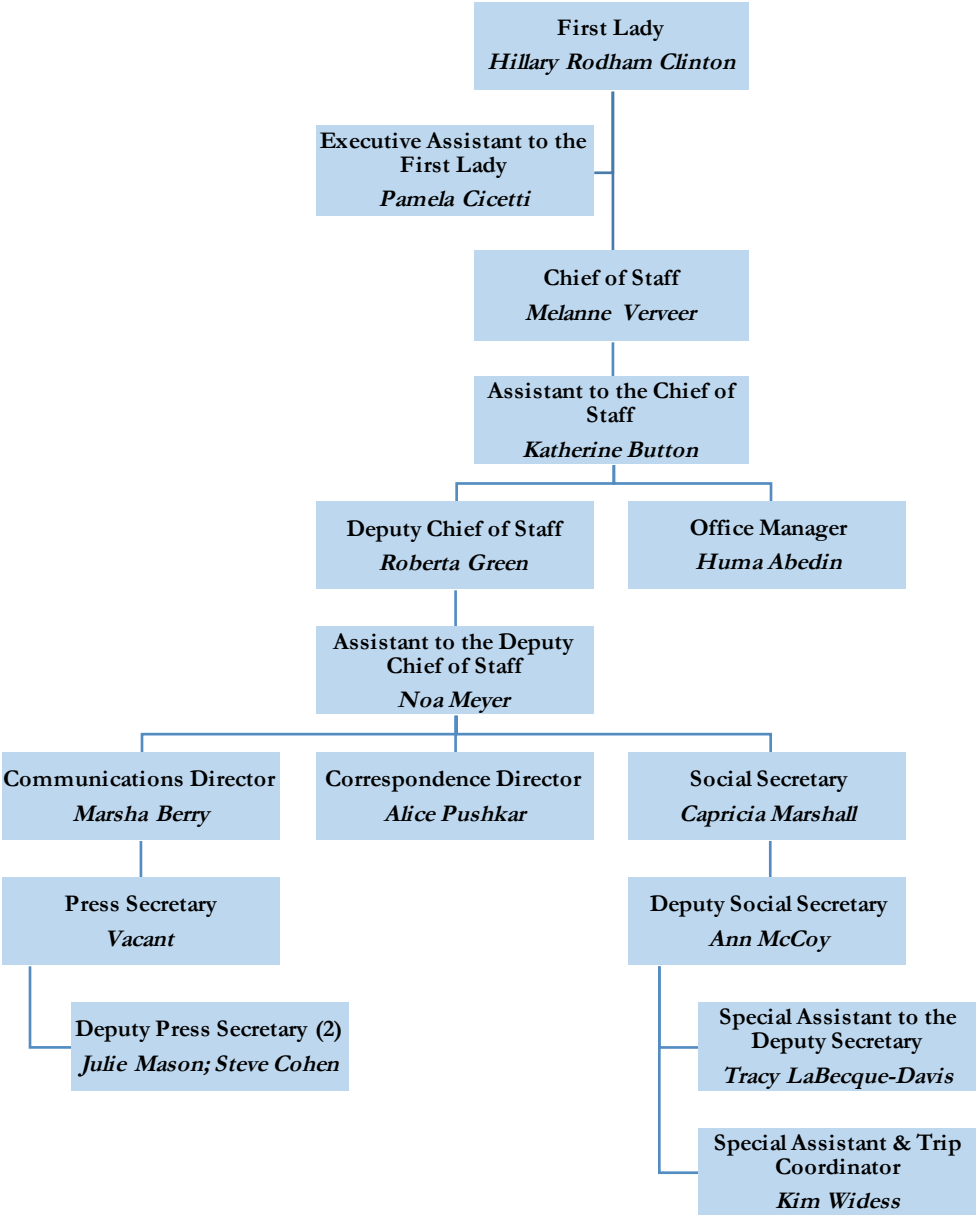 First Lady
Hillary Rodham Clinton
Executive Assistant to the
First Lady
Pamela Cicetti
Chief of Staff
Melanne Verveer
Assistant to the Chief of
Staff
Katherine Button
Deputy Chief of Staff
Roberta Green
Office Manager
Huma Abedin
Assistant to the Deputy
Chief of Staff
Noa Meyer
Communications Director
Marsha Berry
Correspondence Director
Alice Pushkar
Social Secretary
Capricia Marshall
Press Secretary
Vacant
Deputy Social Secretary
Ann McCoy
Deputy Press Secretary (2)
Julie Mason; Steve Cohen
Special Assistant to the
Deputy Secretary
Tracy LaBecque-Davis
Special Assistant & Trip
Coordinator
Kim Widess